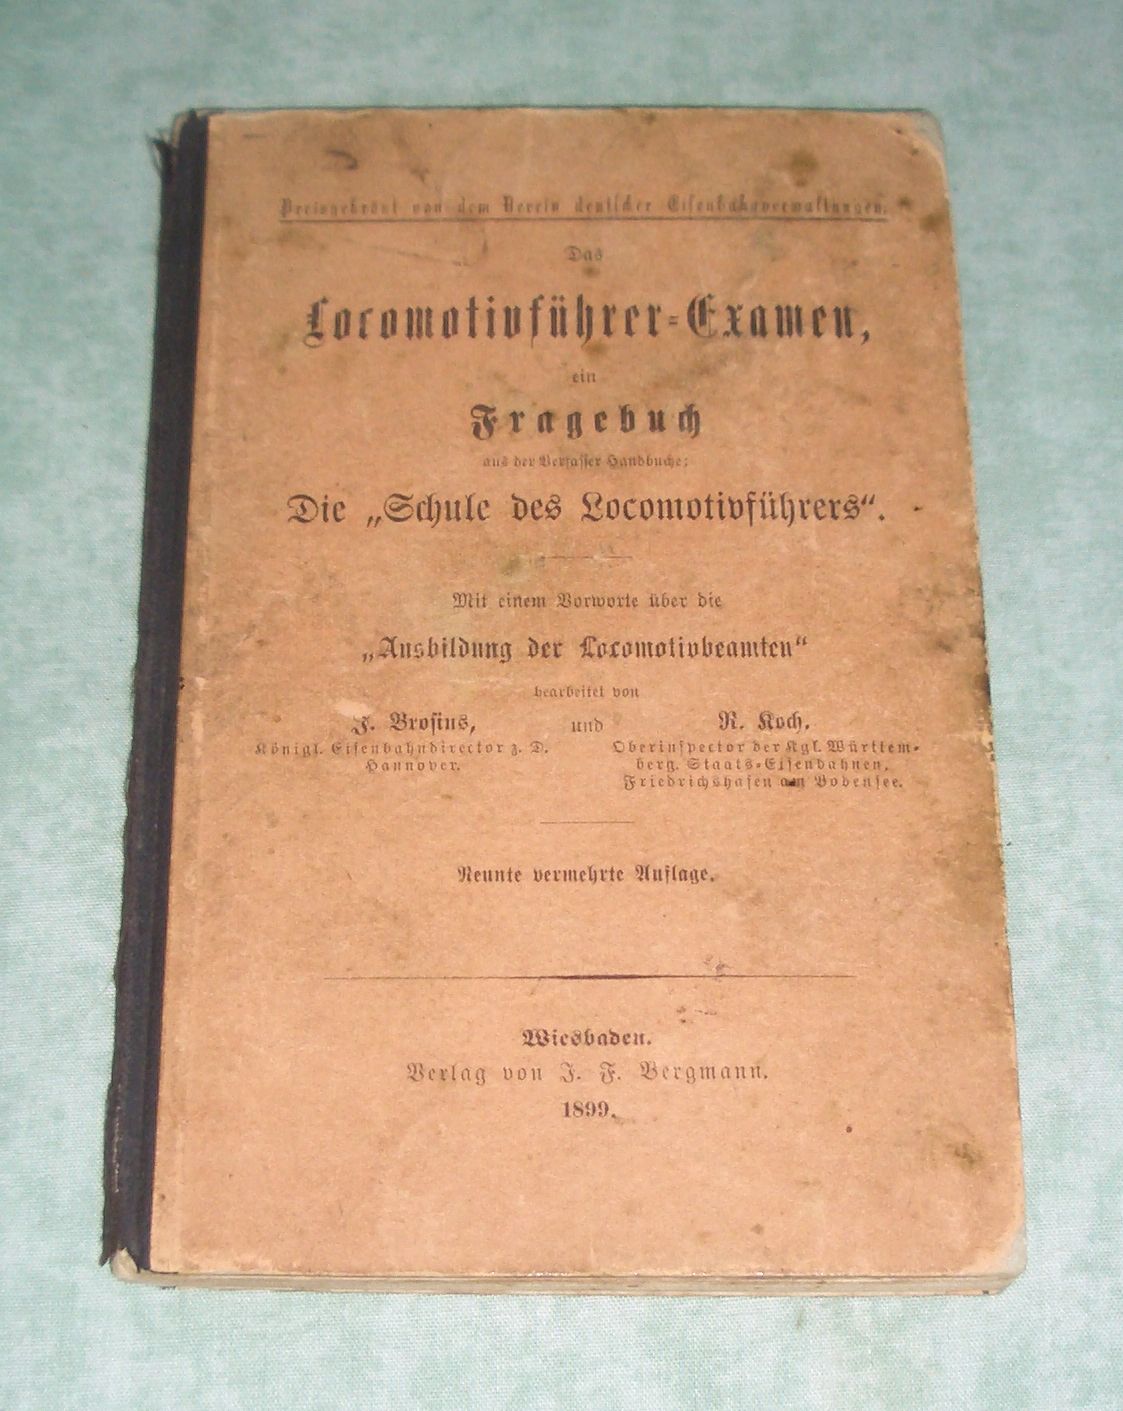 Preisgekrönt von dem Verein deutscher Eisenbahnverwaltungen.
Das
Locomotivführer-Examen,
ein
Fragebuch
aus der Verfasser Handbuche:
Die „Schule des Locomotivführers“.
Mit einem Vorworte über die
„Ausbildung der Locomotivbeamten“
bearbeitet von
J. Brosius, und R. Koch,
Königl. Eisenbahndirector z. D. Oberinspector der Kgl. Württem-
Hannover. berg. Staats-Eisenbahnen,
Friedrichshafen am Bodensee.
Neunte vermehrte Auflage.
Wiesbaden.
Verlag von J. F. Bergmann.
1899.